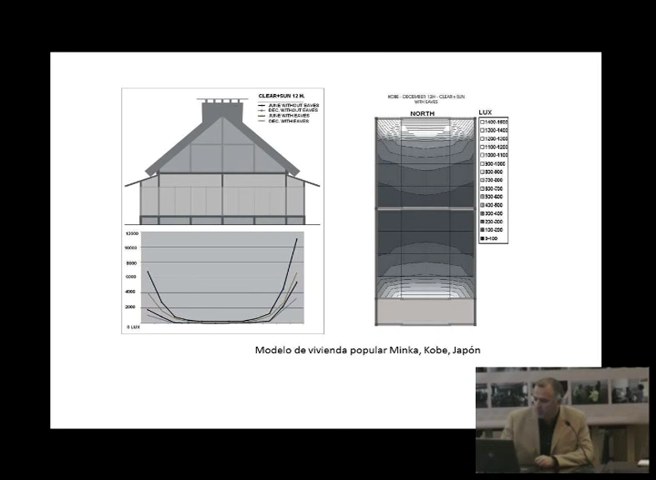 CLEAR+SUN 12 H.
JUNE WITHOUT EAVES
DEC. WITHOUT EAVES
JUNE WITH EAVES
DEC. WITH EAVES
12000
10000
8000
6000
4000
2000
0 LUX
KOBE - DECEMBER 12H - CLEAR+SUN
WITH EAVES
NORTH
LUX
1400-1500
1300-1400
1200-1300
1100-1200
1000-1100
900-1000
800-900
700-800
600-700
500-600
400-500
300-400
200-300
100-200
0-100
Modelo de vivienda popular Minka, Kobe, Japón